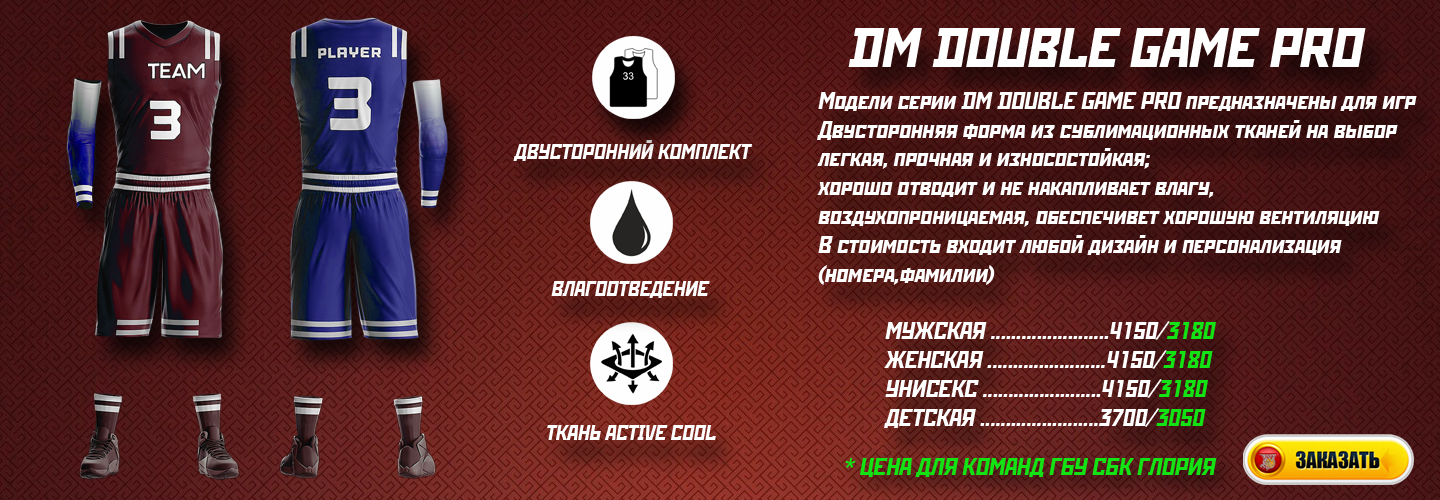 TEAM
3
PLAYER
3
33
ДВУСТОРОННИЙ КОМПЛЕКТ
ВЛАГООТВЕДЕНИЕ
ТКАНЬ ACTIVE COOL
DM DOUBLE GAME PRO
Модели серии DM DOUBLE GAME PRO предназначены для игр
Двусторонняя форма из сублимационных тканей на выбор
легкая, прочная и износостойкая;
хорошо отводит и не накапливает влагу,
воздухопроницаемая, обеспечивет хорошую вентиляцию
В стоимость входит любой дизайн и персонализация
(номера,фамилии)
МУЖСКАЯ .......................4150/3180
ЖЕНСКАЯ .......................4150/3180
УНИСЕКС .......................4150/3180
ДЕТСКАЯ .......................3700/3050
* ЦЕНА ДЛЯ КОМАНД ГБУ СБК ГЛОРИЯ
ЗАКАЗАТЬ